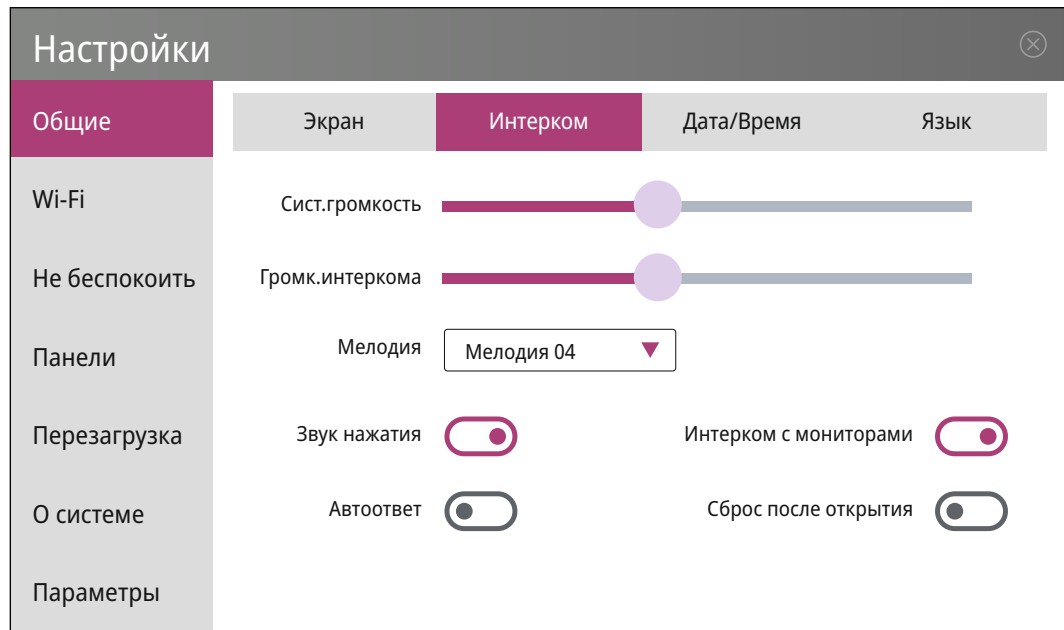 Настройки
Общие
Wi-Fi
Не беспокоить
Панели
Перезагрузка
О системе
Параметры
Экран Интерком Дата/Время Язык
Сист.громкость
Громк.интеркома
Мелодия Мелодия 04
Звук нажатия Интерком с мониторами
Автоответ Сброс после открытия